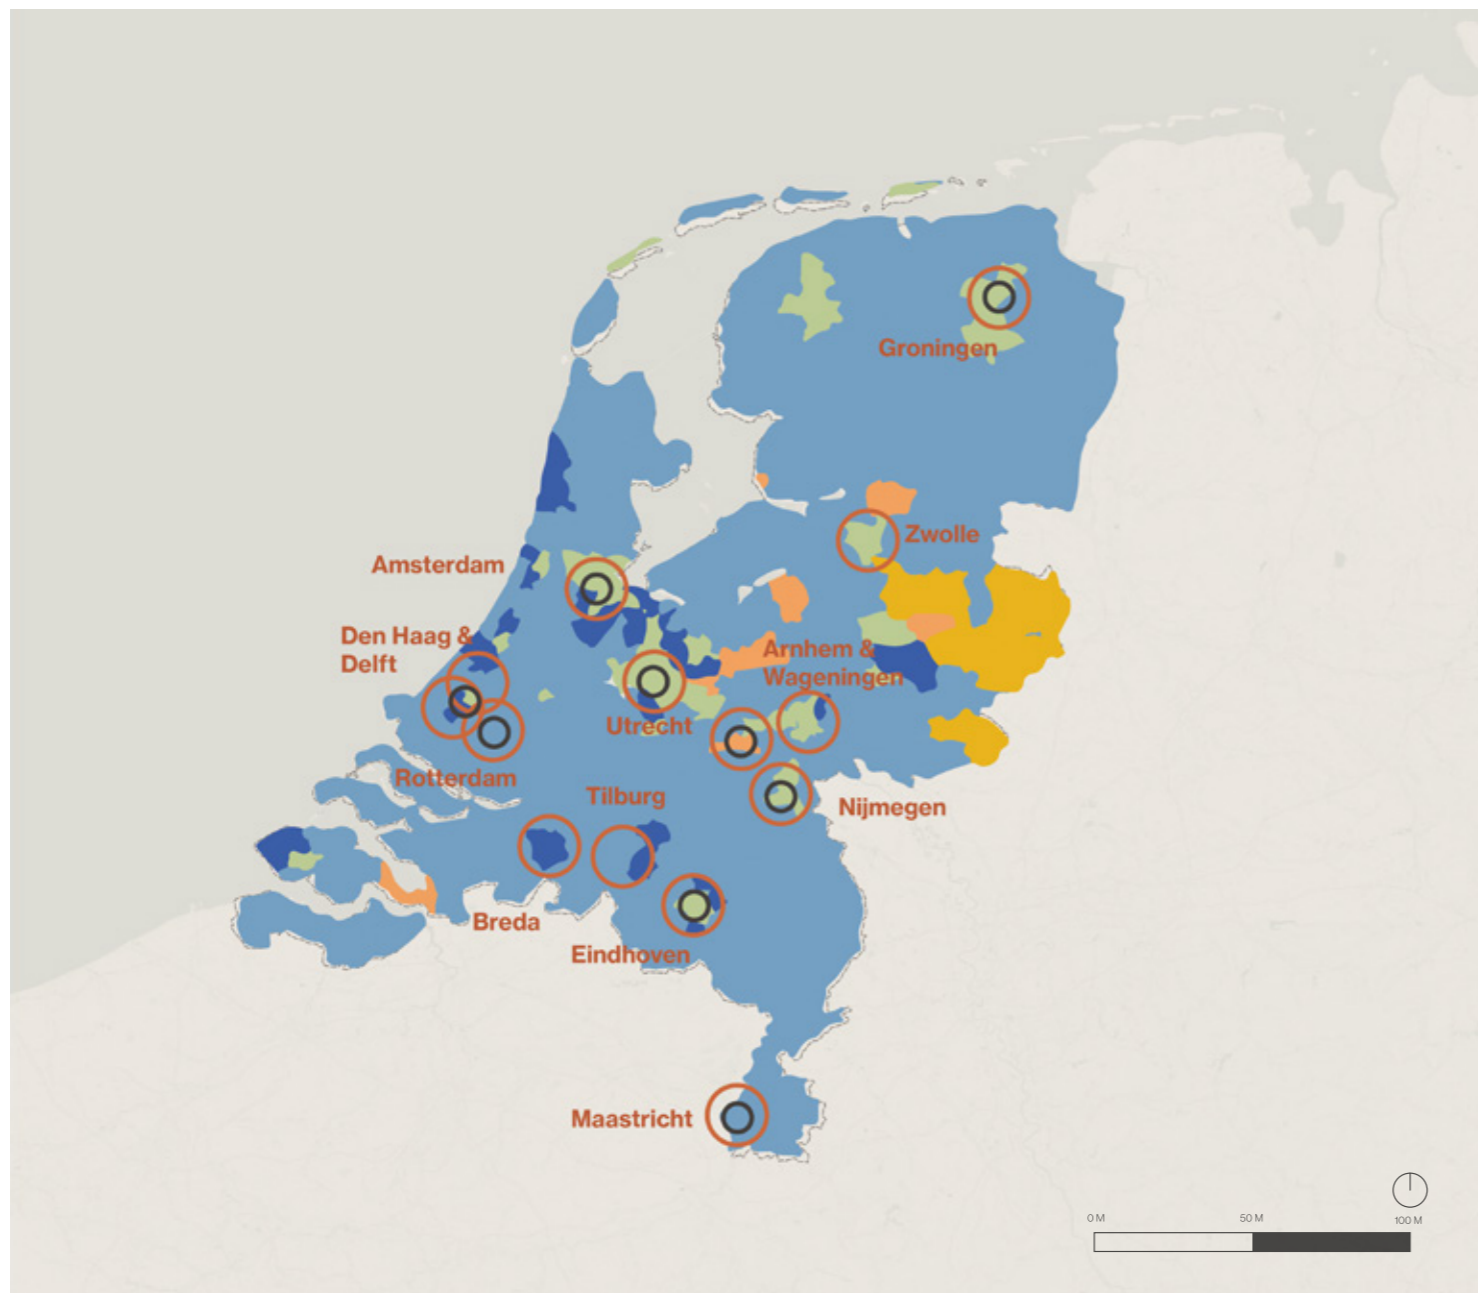 Groningen
Zwolle
Amsterdam
Den Haag &
Delft
Arnhem &
Wageningen
Utrecht
Rotterdam
Tilburg
Nijmegen
Breda
Eindhoven
Maastricht
0 M
50 M
100 M